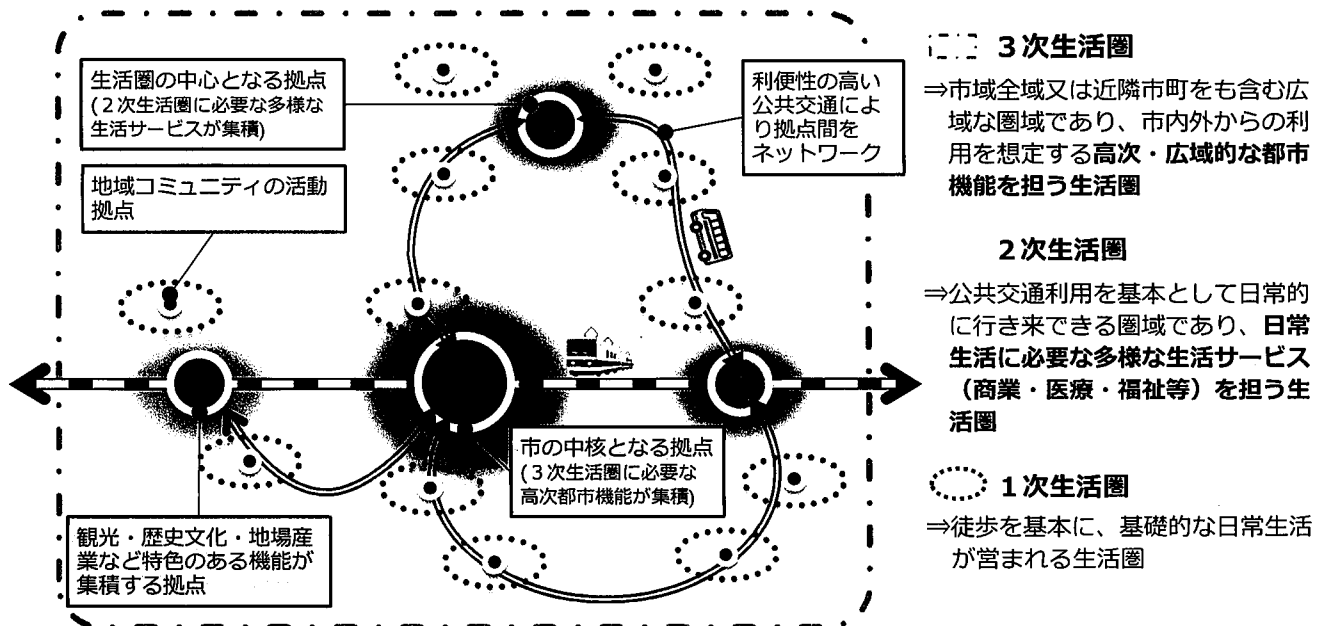 生活圏の中心となる拠点
(２次生活圏に必要な多様な
生活サービスが集積)
利便性の高い
公共交通によ
り拠点間を
ネットワーク
地域コミュニティの活動
拠点
市の中核となる拠点
(３次生活圏に必要な
高次都市機能が集積)
観光・歴史文化・地場産
業など特色のある機能が
集積する拠点
３次生活圏
⇒市域全域又は近隣市町をも含む広
域な圏域であり、市内外からの利
用を想定する高次・広域的な都市
機能を担う生活圏
２次生活圏
⇒公共交通利用を基本として日常的
に行き来できる圏域であり、日常
生活に必要な多様な生活サービス
（商業・医療・福祉等）を担う生
活圏
１次生活圏
⇒徒歩を基本に、基礎的な日常生活
が営まれる生活圏